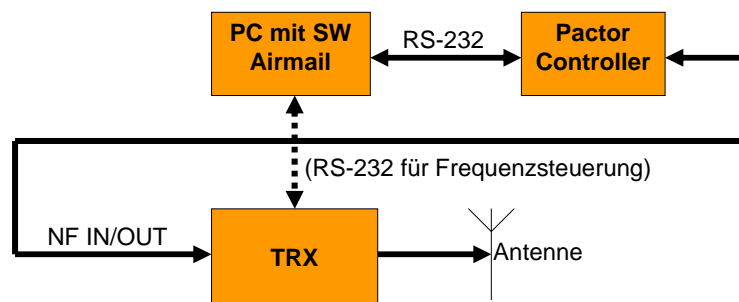 PC mit SW
Airmail
RS-232
Pactor
Controller
(RS-232 für Frequenzsteuerung)
NF IN/OUT
TRX
Antenne